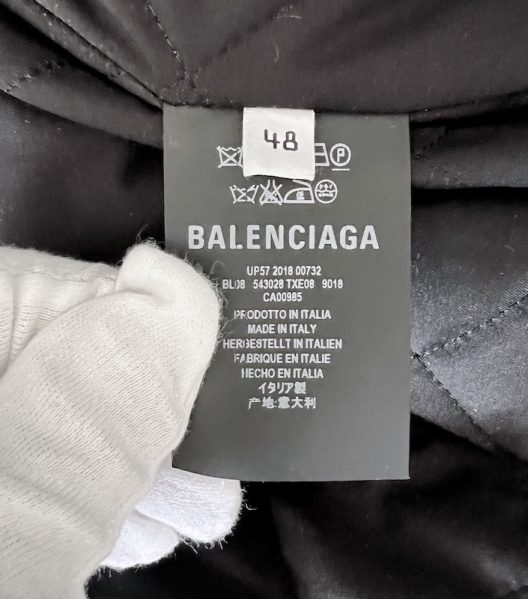 48
P
BALENCIAGA
UP57 2018 00732
BL08 543028 TXE08 9018
CA00985
PRODOTTO IN ITALIA
MADE IN ITALY
HERGESTELLT IN ITALIEN
FABRIQUE EN ITALIE
HECHO EN ITALIA
イタリア製
产地:意大利